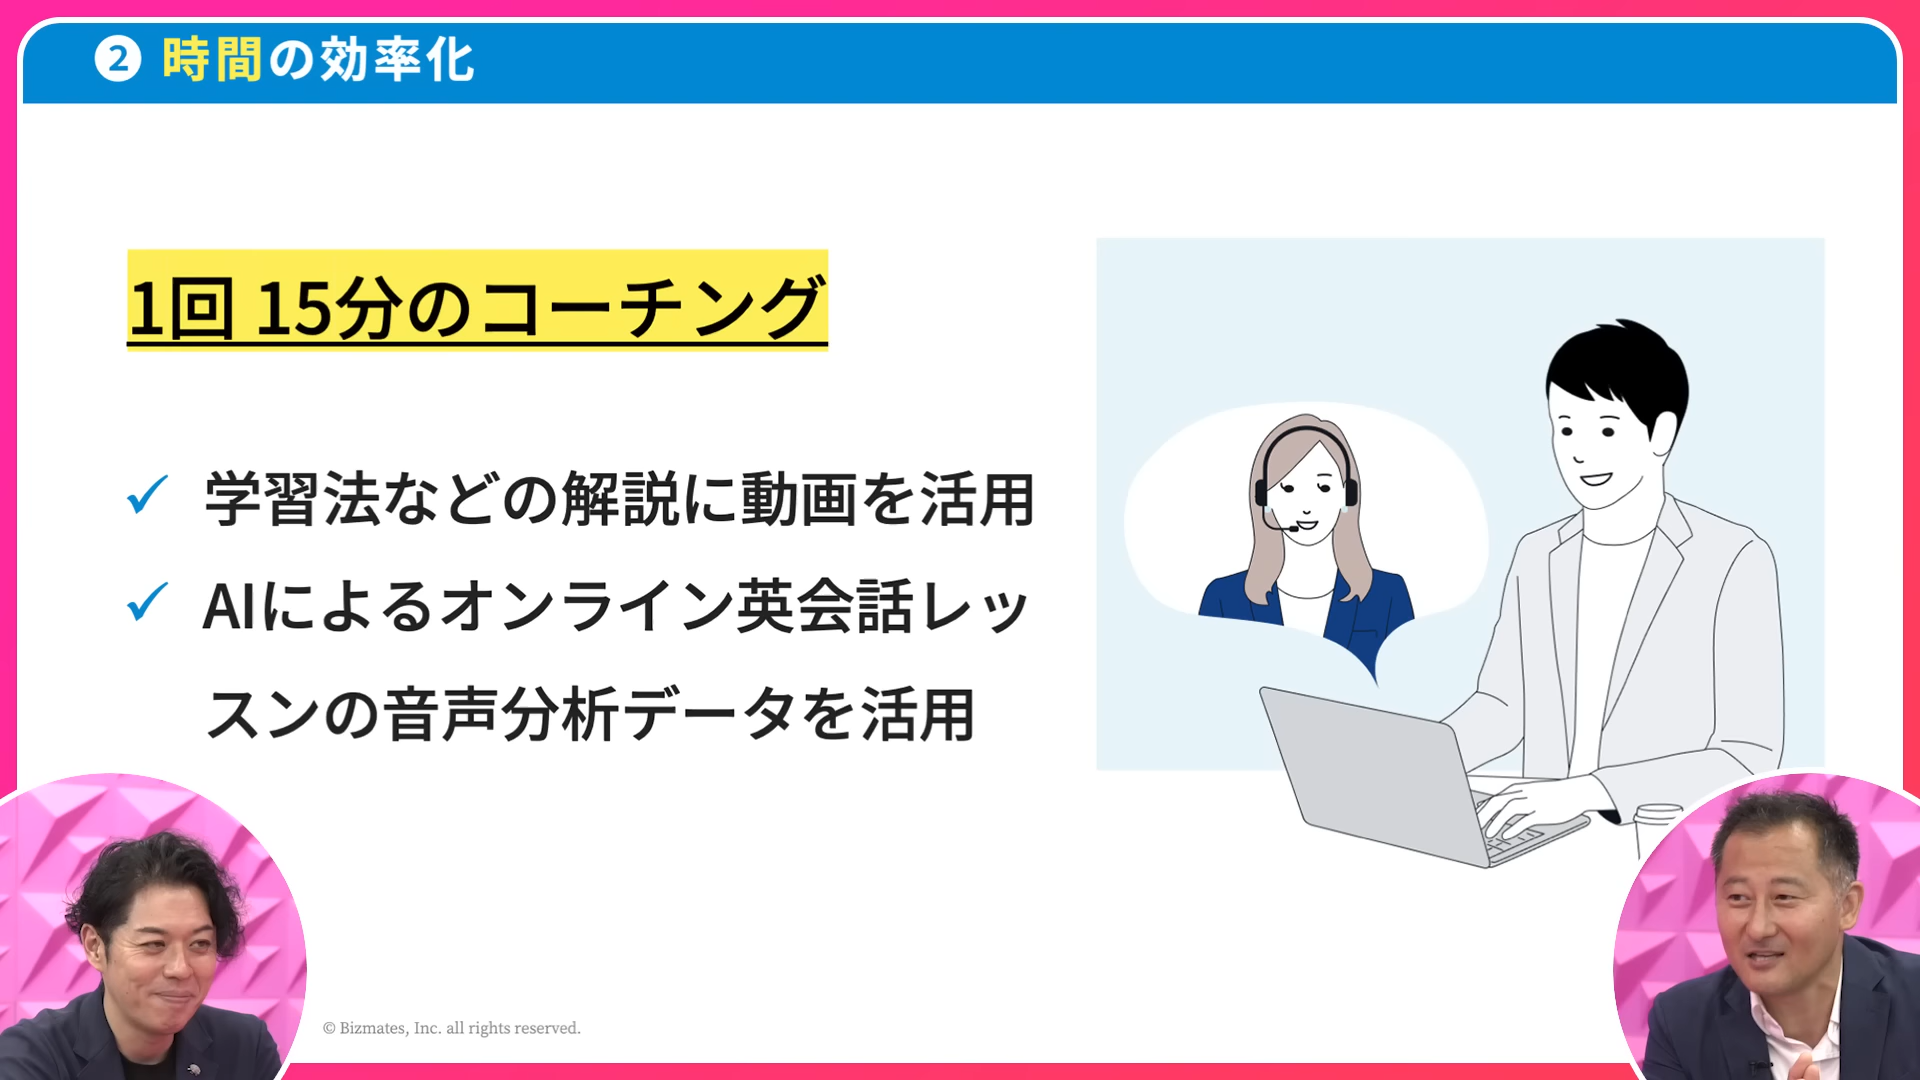 2 時間の効率化
1回 15分のコーチング
✓ 学習法などの解説に動画を活用
✓ AIによるオンライン英会話レッ
スンの音声分析データを活用
© Bizmates, Inc. all rights reserved.